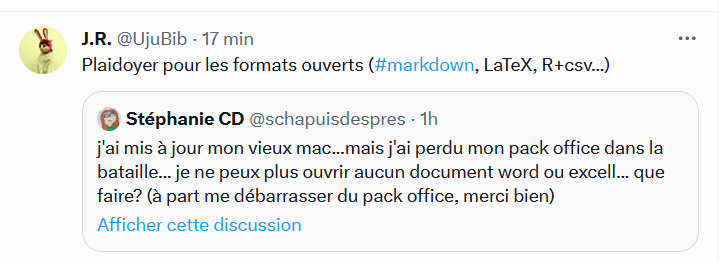 J.R. @UjuBib · 17 min
Plaidoyer pour les formats ouverts (#markdown, LaTeX, R+csv...)
Stéphanie CD @schapuisdespres · 1h
j'ai mis à jour mon vieux mac...mais j'ai perdu mon pack office dans la
bataille... je ne peux plus ouvrir aucun document word ou excell... que
faire? (à part me débarrasser du pack office, merci bien)
Afficher cette discussion